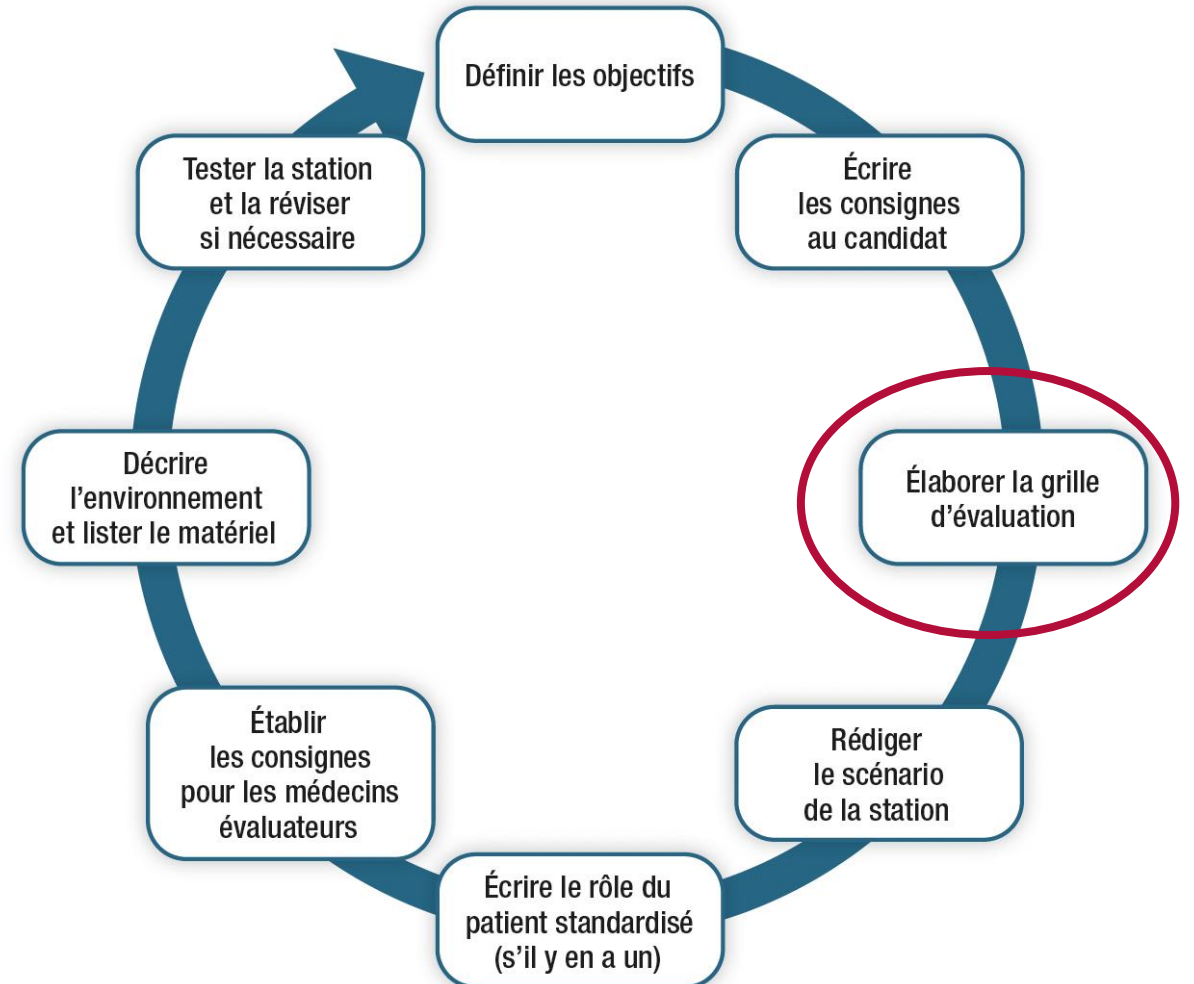 Définir les objectifs
Écrire
les consignes
au candidat
Élaborer la grille
d’évaluation
Rédiger
le scénario
de la station
Écrire le rôle du
patient standardisé
(s’il y en a un)
Établir
les consignes
pour les médecins
évaluateurs
Décrire
l’environnement
et lister le matériel
Tester la station
et la réviser
si nécessaire